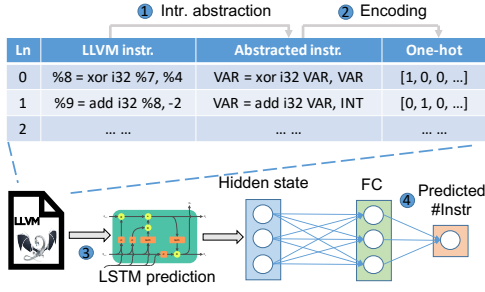 1 Intr. abstraction 2 Encoding
Ln LLVM instr. Abstracted instr. One-hot
0 %8 = xor i32 %7, %4 VAR = xor i32 VAR, VAR [1, 0, 0, …]
1 %9 = add i32 %8, -2 VAR = add i32 VAR, INT [0, 1, 0, …]
2 … … … … … …
Hidden state FC 4 Predicted
#Instr
LLVM
3
LSTM prediction